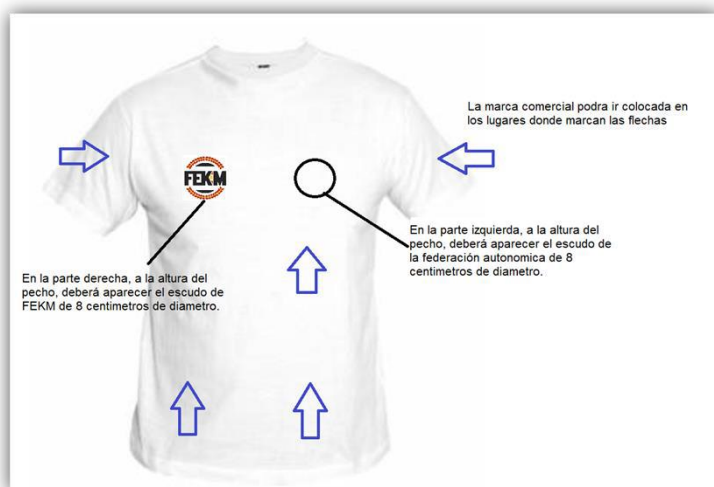 La marca comercial podra ir colocada en
los lugares donde marcan las flechas
FEKM
En la parte izquierda, a la altura del
pecho, deberá aparecer el escudo de
la federación autonomica de 8
centimetros de diametro.
En la parte derecha, a la altura del
pecho, deberá aparecer el escudo de
FEKM de 8 centimetros de diametro.